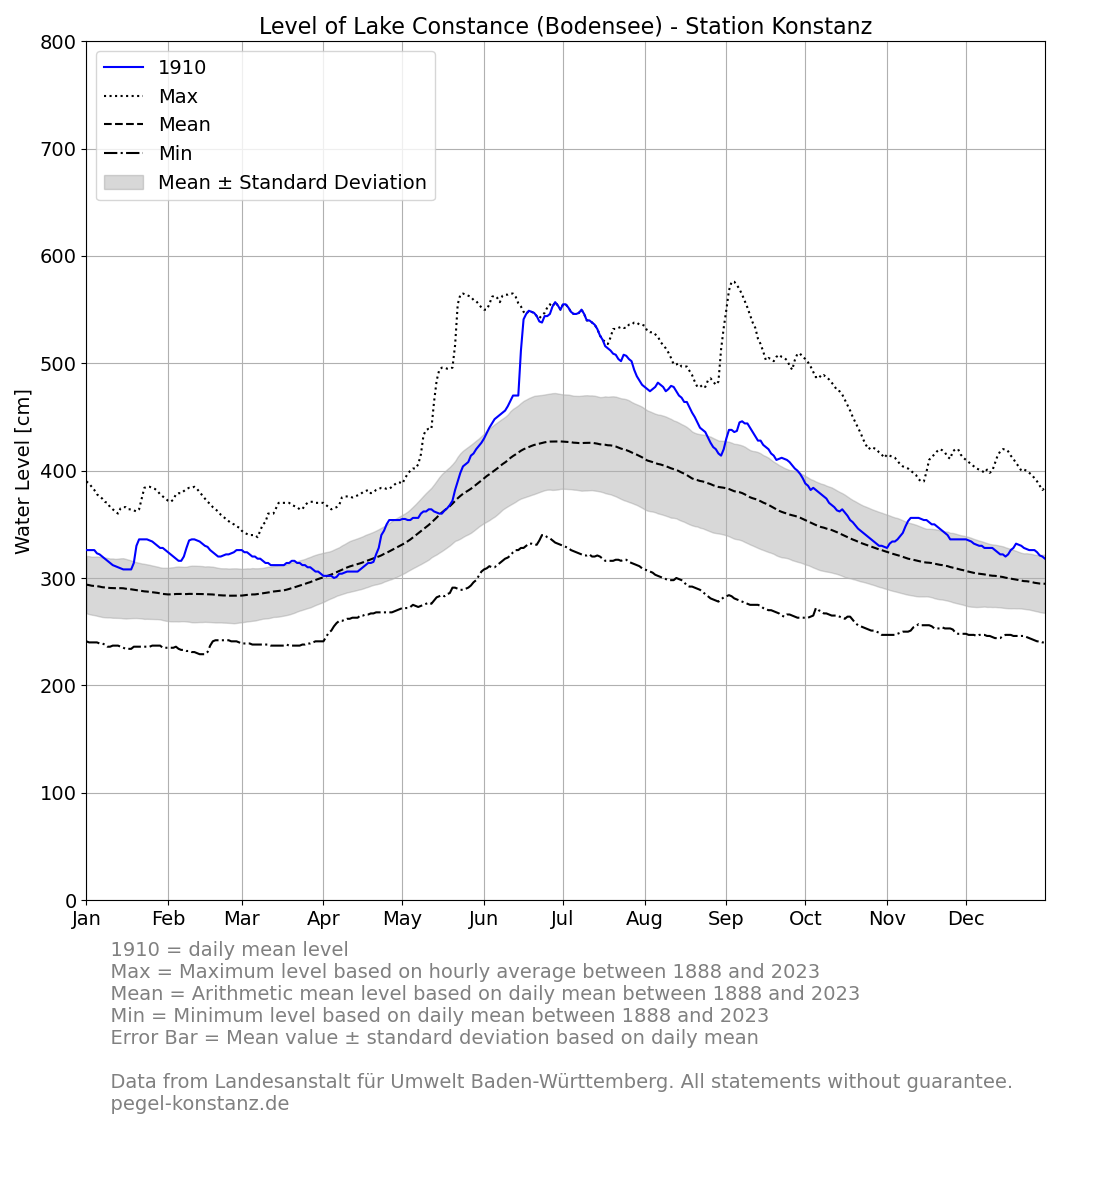 Level of Lake Constance (Bodensee) - Station Konstanz
800
700
600
500
400
300
200
100
0
Water Level [cm]
1910
Max
Mean
Min
Mean ± Standard Deviation
Jan Feb Mar Apr May Jun Jul Aug Sep Oct Nov Dec
1910 = daily mean level
Max = Maximum level based on hourly average between 1888 and 2023
Mean = Arithmetic mean level based on daily mean between 1888 and 2023
Min = Minimum level based on daily mean between 1888 and 2023
Error Bar = Mean value ± standard deviation based on daily mean
Data from Landesanstalt für Umwelt Baden-Württemberg. All statements without guarantee.
pegel-konstanz.de